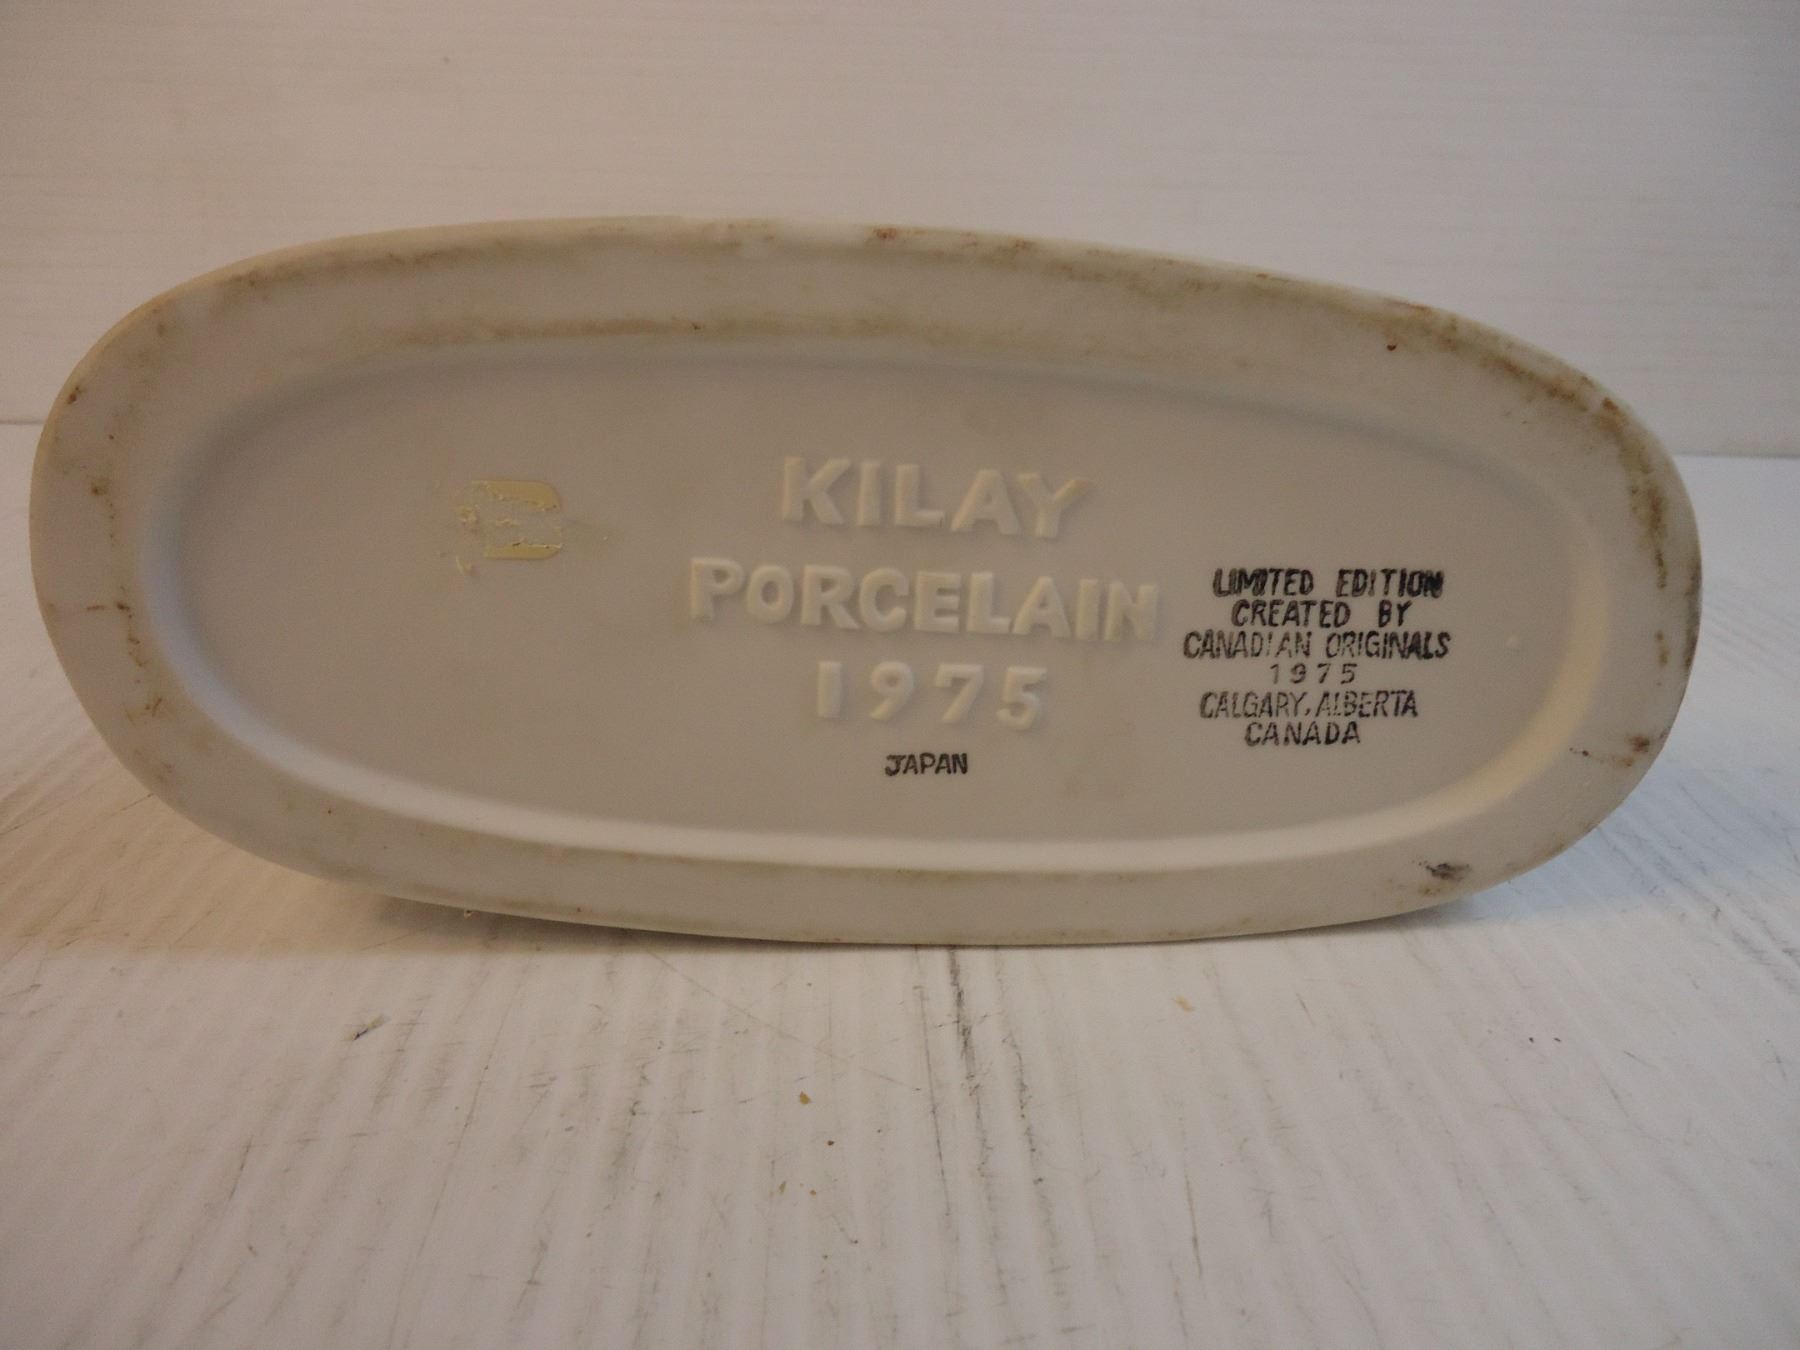 KILAY
PORCELAIN
1975
JAPAN
LIMITED EDITION
CREATED BY
CANADIAN ORIGINALS
1975
CALGARY, ALBERTA
CANADA